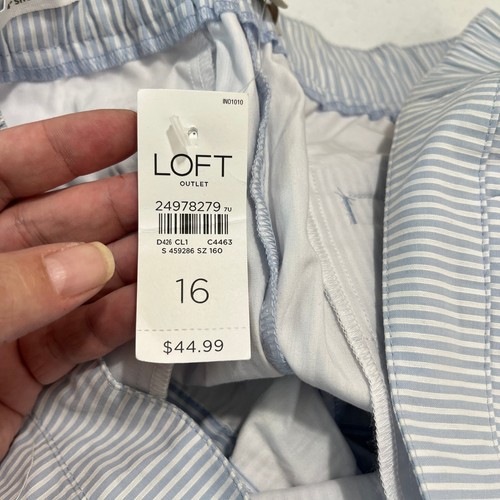 IN01010
LOFT
OUTLET
24978279 7U
D426 CL1 C4463
S 459286 SZ 160
16
$44.99